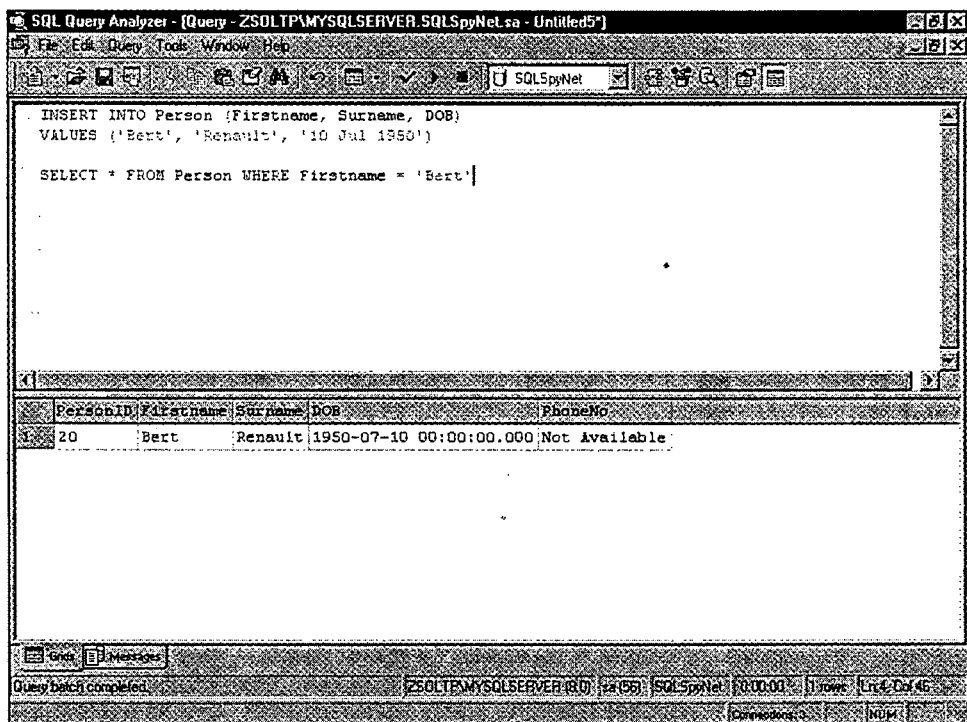 SQL Query Analyzer - [Query - ZSOLTP\MYSQLSERVER.SQLSpyNet.sa - Untitled5*]
File Edit Query Tools Window Help
SQLSpyNet
INSERT INTO Person (Firstname, Surname, DOB)
VALUES ('Bert', 'Renault', '10 Jul 1950')
SELECT * FROM Person WHERE Firstname = 'Bert'
PersonID Firstname Surname DOB PhoneNo
1 20 Bert Renault 1950-07-10 00:00:00.000 Not Available
Grids Messages
Query batch completed. ZSOLTP\MYSQLSERVER (8.0) sa (56) SQLSpyNet 0:00:00 1 rows Ln 4, Col 46
Connections: NUM